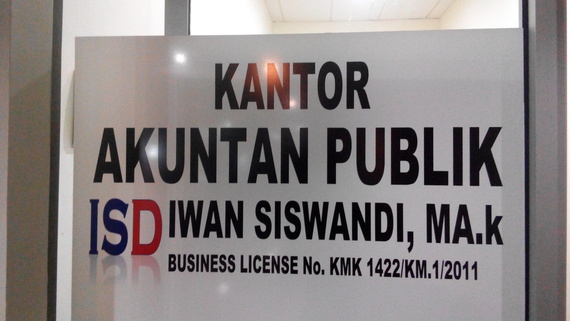 KANTOR
AKUNTAN PUBLIK
ISD IWAN SISWANDI, MA.k
BUSINESS LICENSE No. KMK 1422/KM.1/2011